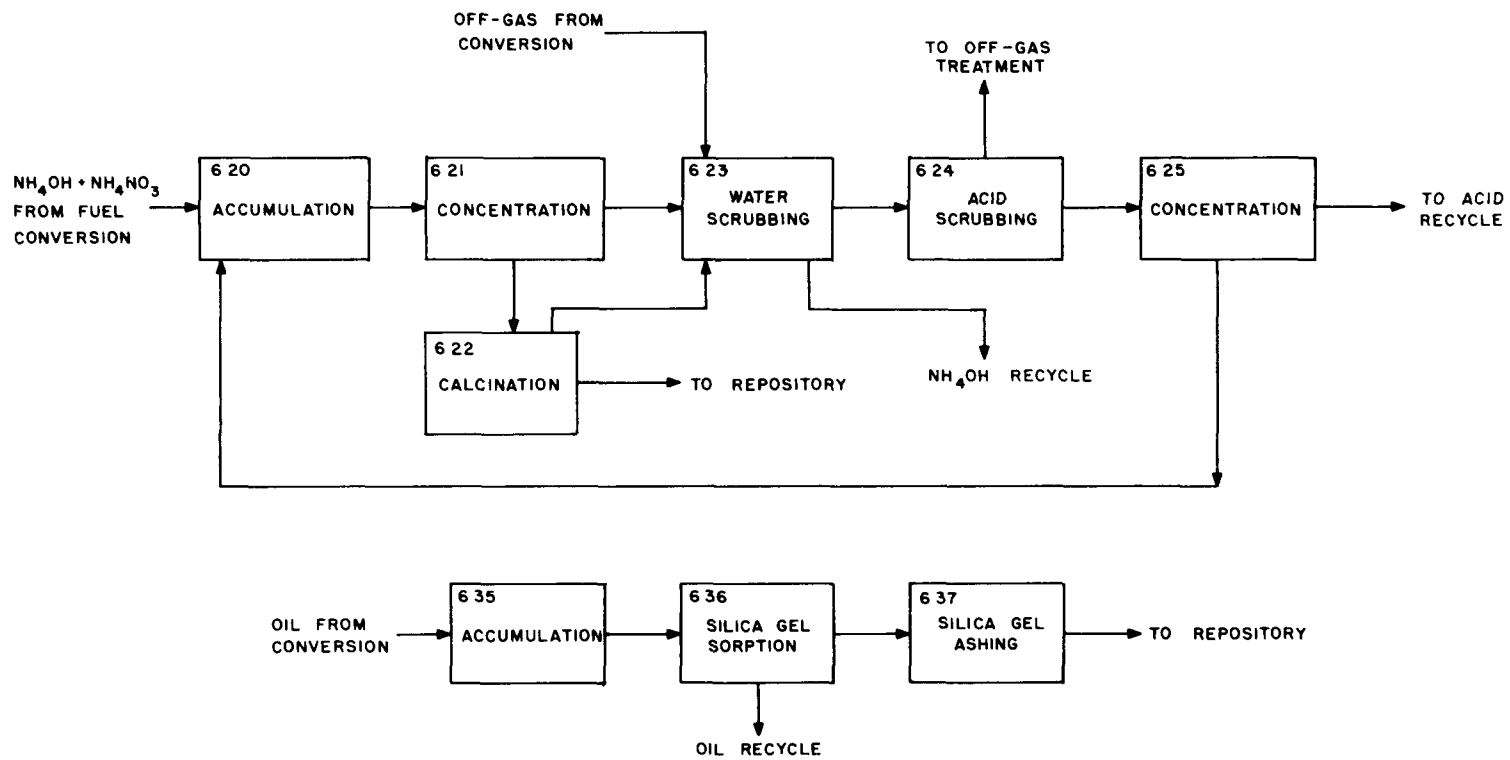 OFF-GAS FROM
CONVERSION
TO OFF-GAS
TREATMENT
NH4OH + NH4NO3
FROM FUEL
CONVERSION
6 20
ACCUMULATION
6 21
CONCENTRATION
6 23
WATER
SCRUBBING
6 24
ACID
SCRUBBING
6 25
CONCENTRATION
TO ACID
RECYCLE
6 22
CALCINATION
TO REPOSITORY
NH4OH RECYCLE
OIL FROM
CONVERSION
6 35
ACCUMULATION
6 36
SILICA GEL
SORPTION
6 37
SILICA GEL
ASHING
TO REPOSITORY
OIL RECYCLE